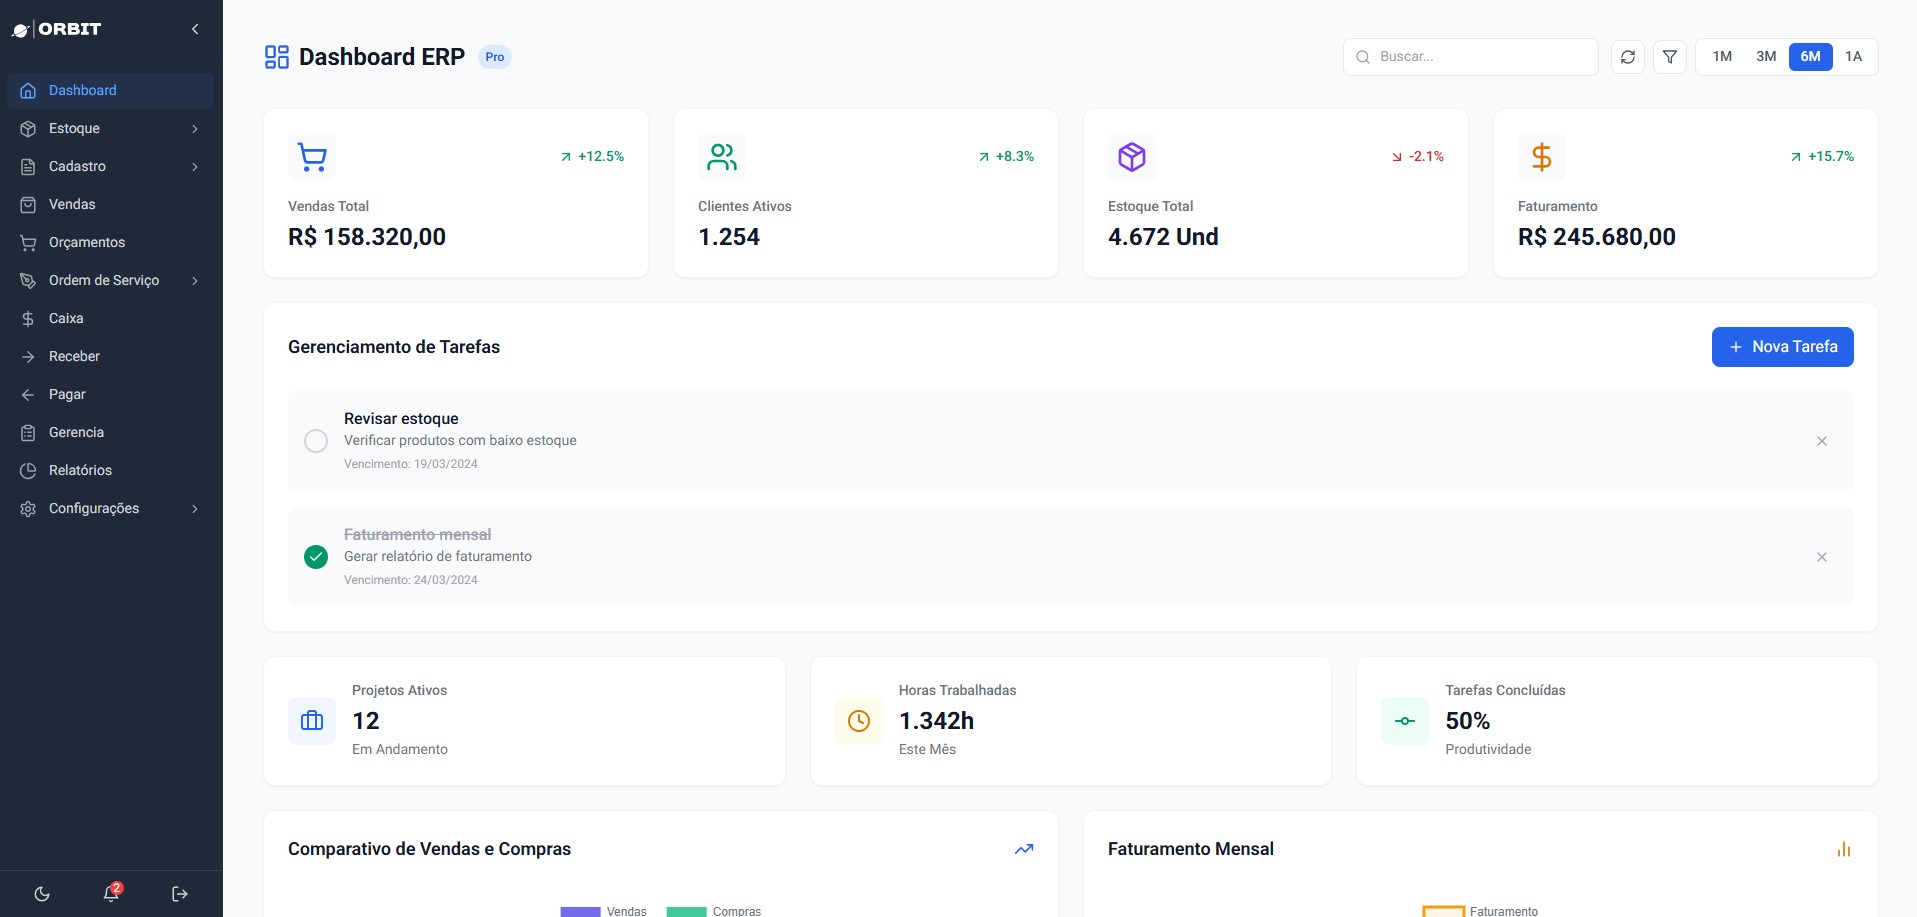 ORBIT
Dashboard
Estoque
Cadastro
Vendas
Orçamentos
Ordem de Serviço
Caixa
Receber
Pagar
Gerencia
Relatórios
Configurações
2
Dashboard ERP Pro
Buscar...
1M 3M 6M 1A
+12.5%
Vendas Total
R$ 158.320,00
+8.3%
Clientes Ativos
1.254
-2.1%
Estoque Total
4.672 Und
+15.7%
Faturamento
R$ 245.680,00
Gerenciamento de Tarefas
Nova Tarefa
Revisar estoque
Verificar produtos com baixo estoque
Vencimento: 19/03/2024
Faturamento mensal
Gerar relatório de faturamento
Vencimento: 24/03/2024
Projetos Ativos
12
Em Andamento
Horas Trabalhadas
1.342h
Este Mês
Tarefas Concluídas
50%
Produtividade
Comparativo de Vendas e Compras
Vendas Compras
Faturamento Mensal
Faturamento